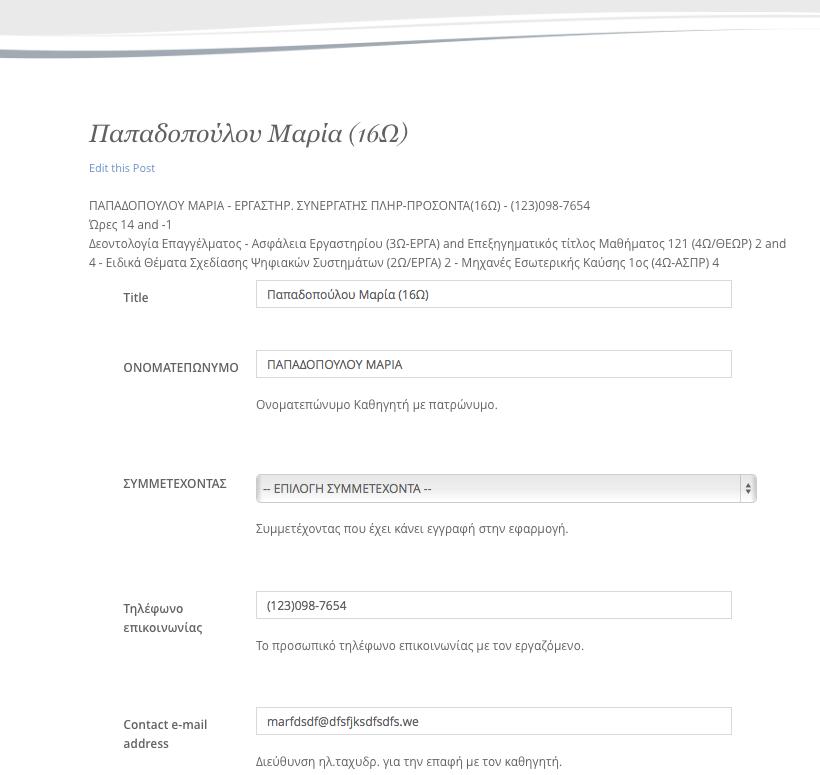 Παπαδοπούλου Μαρία (16Ω)
Edit this Post
ΠΑΠΑΔΟΠΟΥΛΟΥ ΜΑΡΙΑ - ΕΡΓΑΣΤΗΡ. ΣΥΝΕΡΓΑΤΗΣ ΠΛΗΡ-ΠΡΟΣΟΝΤΑ(16Ω) - (123)098-7654
Ώρες 14 and -1
Δεοντολογία Επαγγέλματος - Ασφάλεια Εργαστηρίου (3Ω-ΕΡΓΑ) and Επεξηγηματικός τίτλος Μαθήματος 121 (4Ω/ΘΕΩΡ) 2 and
4 - Ειδικά Θέματα Σχεδίασης Ψηφιακών Συστημάτων (2Ω/ΕΡΓΑ) 2 - Μηχανές Εσωτερικής Καύσης 1ος (4Ω-ΑΣΠΡ) 4
Title
Παπαδοπούλου Μαρία (16Ω)
ΟΝΟΜΑΤΕΠΩΝΥΜΟ
ΠΑΠΑΔΟΠΟΥΛΟΥ ΜΑΡΙΑ
Ονοματεπώνυμο Καθηγητή με πατρώνυμο.
ΣΥΜΜΕΤΕΧΟΝΤΑΣ
-- ΕΠΙΛΟΓΗ ΣΥΜΜΕΤΕΧΟΝΤΑ --
Συμμετέχοντας που έχει κάνει εγγραφή στην εφαρμογή.
Τηλέφωνο
επικοινωνίας
(123)098-7654
Το προσωπικό τηλέφωνο επικοινωνίας με τον εργαζόμενο.
Contact e-mail
address
marfdsdf@dfsfjksdfsdfs.we
Διεύθυνση ηλ.ταχυδρ. για την επαφή με τον καθηγητή.